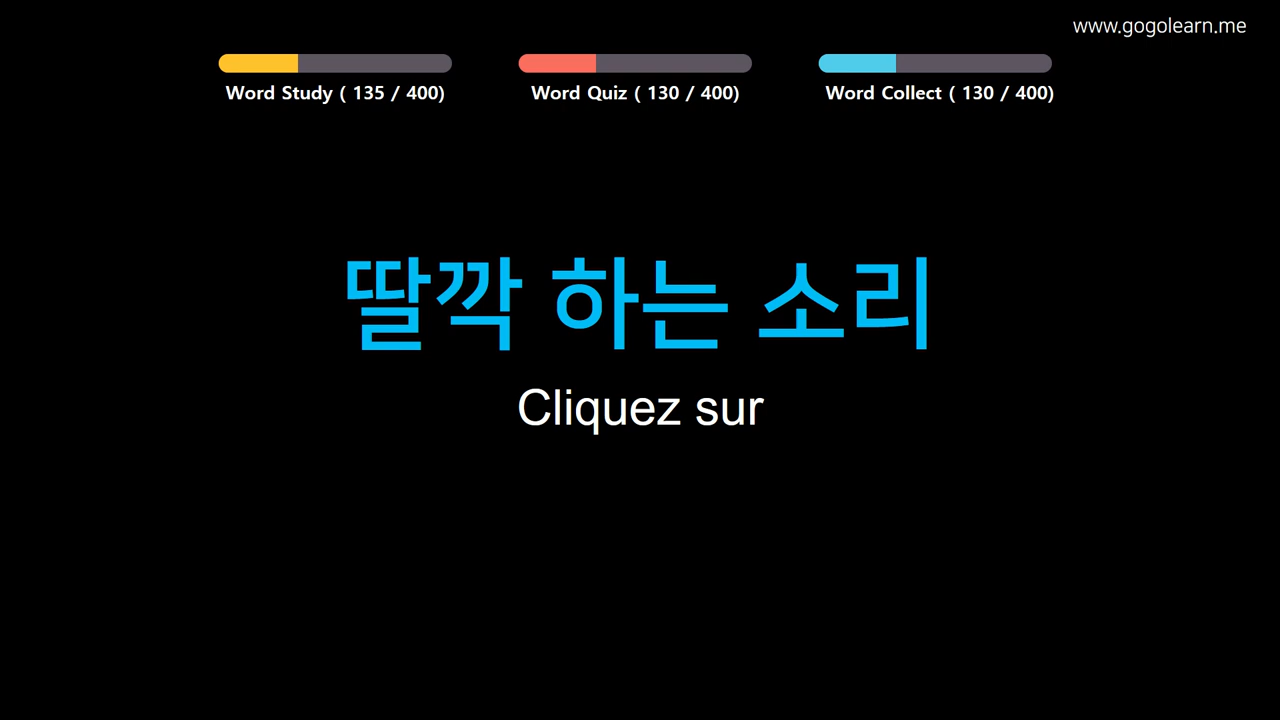 www.gogolearn.me
Word Study ( 135 / 400)
Word Quiz ( 130 / 400)
Word Collect ( 130 / 400)
딸깍 하는 소리
Cliquez sur